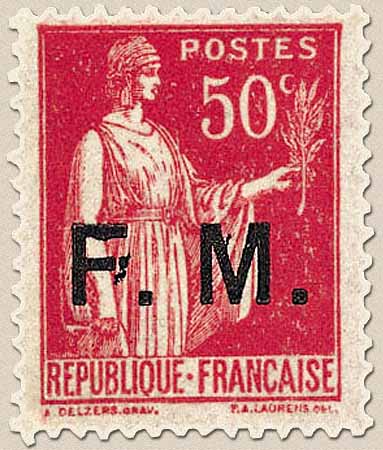 POSTES
50c
F. M.
REPUBLIQUE·FRANCAISE
A. DELZERS. GRAV. P. A. LAURENS DEL.